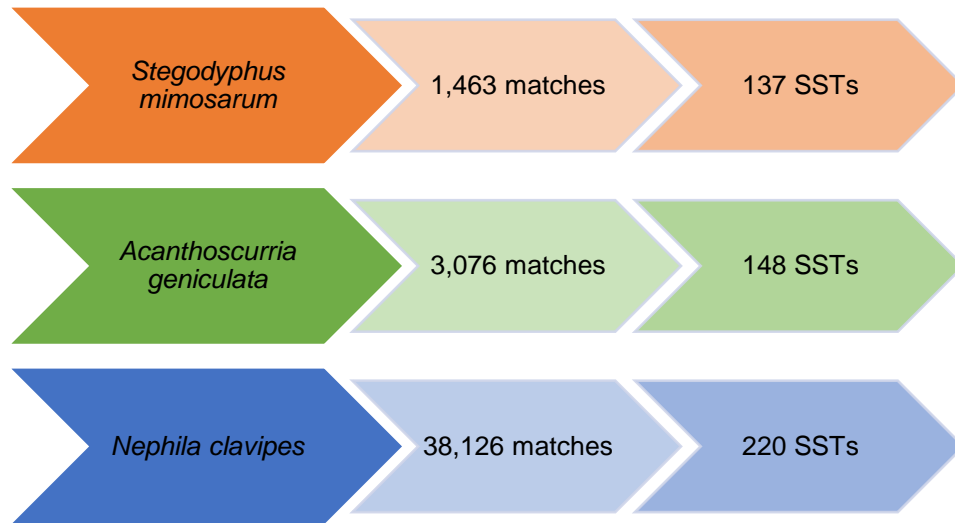 Stegodyphus
mimosarum
1,463 matches
137 SSTs
Acanthoscurria
geniculata
3,076 matches
148 SSTs
Nephila clavipes
38,126 matches
220 SSTs